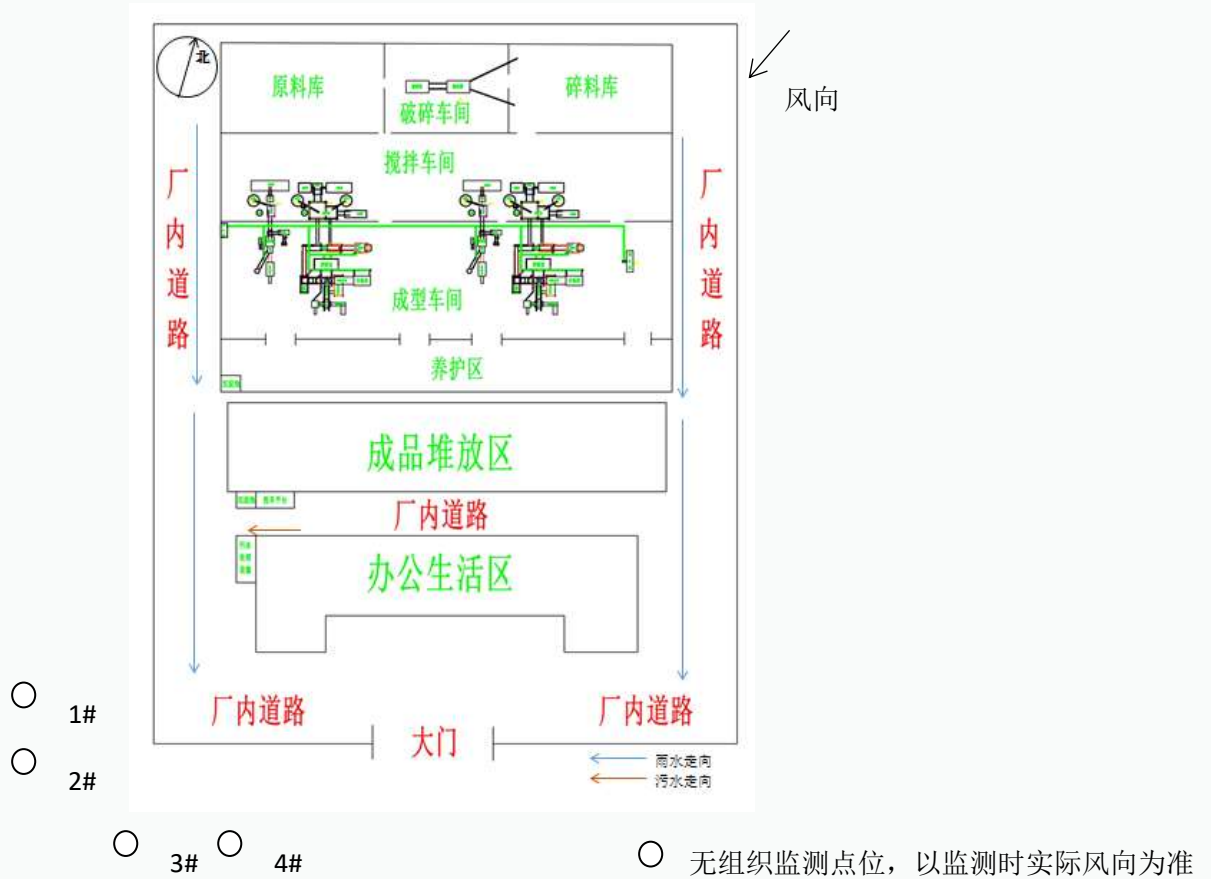 北
原料库
破碎车间
碎料库
风向
搅拌车间
厂内道路
厂内道路
成型车间
养护区
成品堆放区
厂内道路
办公生活区
1#
厂内道路
厂内道路
大门
2#
雨水走向
污水走向
3#
4#
无组织监测点位，以监测时实际风向为准